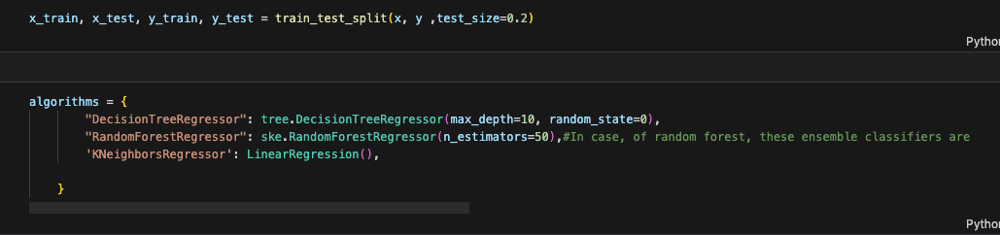 x_train, x_test, y_train, y_test = train_test_split(x, y ,test_size=0.2)
Pytho
algorithms = {
"DecisionTreeRegressor": tree.DecisionTreeRegressor(max_depth=10, random_state=0),
"RandomForestRegressor": ske.RandomForestRegressor(n_estimators=50),#In case, of random forest, these ensemble classifiers are
'KNeighborsRegressor': LinearRegression(),
}
Pytho